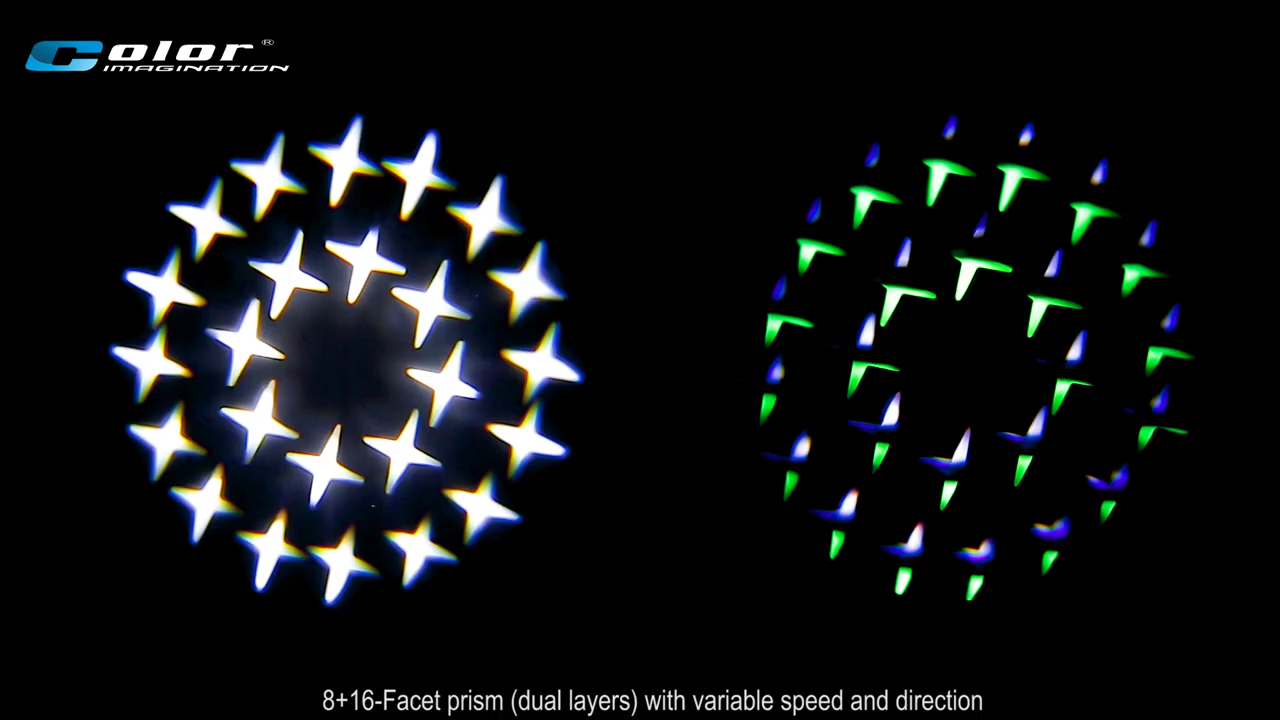 Color®
IMAGINATION
8+16-Facet prism (dual layers) with variable speed and direction